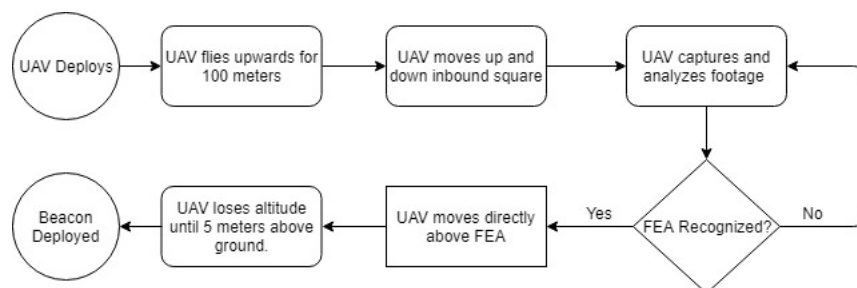 UAV Deploys
UAV flies upwards for
100 meters
UAV moves up and
down inbound square
UAV captures and
analyzes footage
FEA Recognized?
No
Yes
UAV moves directly
above FEA
UAV loses altitude
until 5 meters above
ground.
Beacon
Deployed